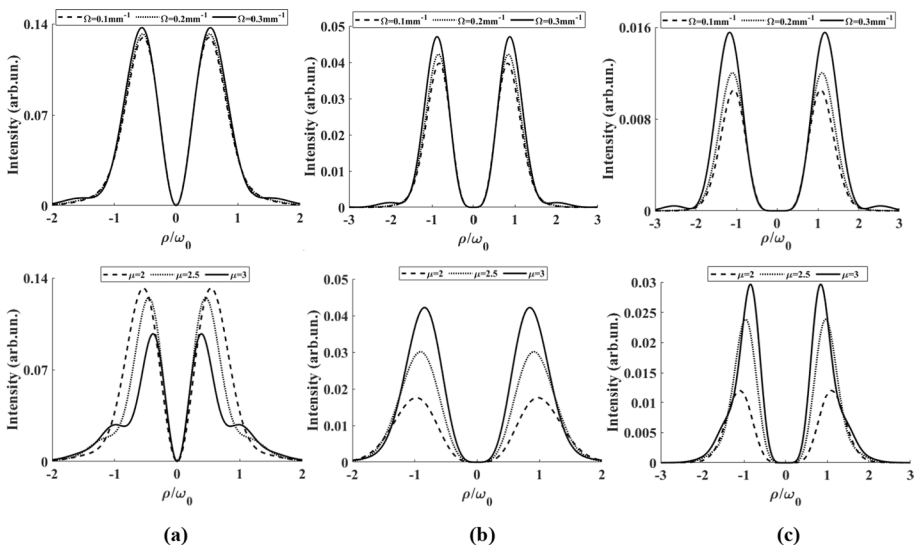 Ω=0.1mm⁻¹ Ω=0.2mm⁻¹ Ω=0.3mm⁻¹
0.14
0.07
0
Intensity (arb.un.)
-2 -1 0 1 2
ρ/ω₀
Ω=0.1mm⁻¹ Ω=0.2mm⁻¹ Ω=0.3mm⁻¹
0.05
0.04
0.03
0.02
0.01
0
Intensity (arb.un.)
-3 -2 -1 0 1 2 3
ρ/ω₀
Ω=0.1mm⁻¹ Ω=0.2mm⁻¹ Ω=0.3mm⁻¹
0.016
0.008
0
Intensity (arb.un.)
-3 -2 -1 0 1 2 3
ρ/ω₀
μ=2 μ=2.5 μ=3
0.14
0.07
0
Intensity (arb.un.)
-2 -1 0 1 2
ρ/ω₀
μ=2 μ=2.5 μ=3
0.05
0.04
0.03
0.02
0.01
0
Intensity (arb.un.)
-2 -1 0 1 2
ρ/ω₀
μ=2 μ=2.5 μ=3
0.03
0.025
0.02
0.015
0.01
0.005
0
Intensity (arb.un.)
-3 -2 -1 0 1 2 3
ρ/ω₀
(a) (b) (c)